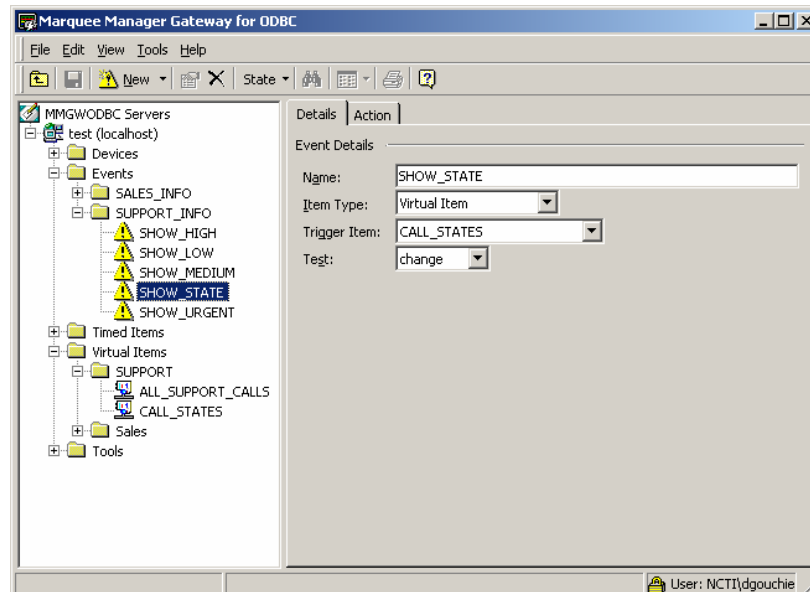 Marquee Manager Gateway for ODBC
File Edit View Tools Help
New State
MMGWODBC Servers
test (localhost)
Devices
Events
SALES_INFO
SUPPORT_INFO
SHOW_HIGH
SHOW_LOW
SHOW_MEDIUM
SHOW_STATE
SHOW_URGENT
Timed Items
Virtual Items
SUPPORT
ALL_SUPPORT_CALLS
CALL_STATES
Sales
Tools
Details Action
Event Details
Name: SHOW_STATE
Item Type: Virtual Item
Trigger Item: CALL_STATES
Test: change
User: NCTI\dgouchie